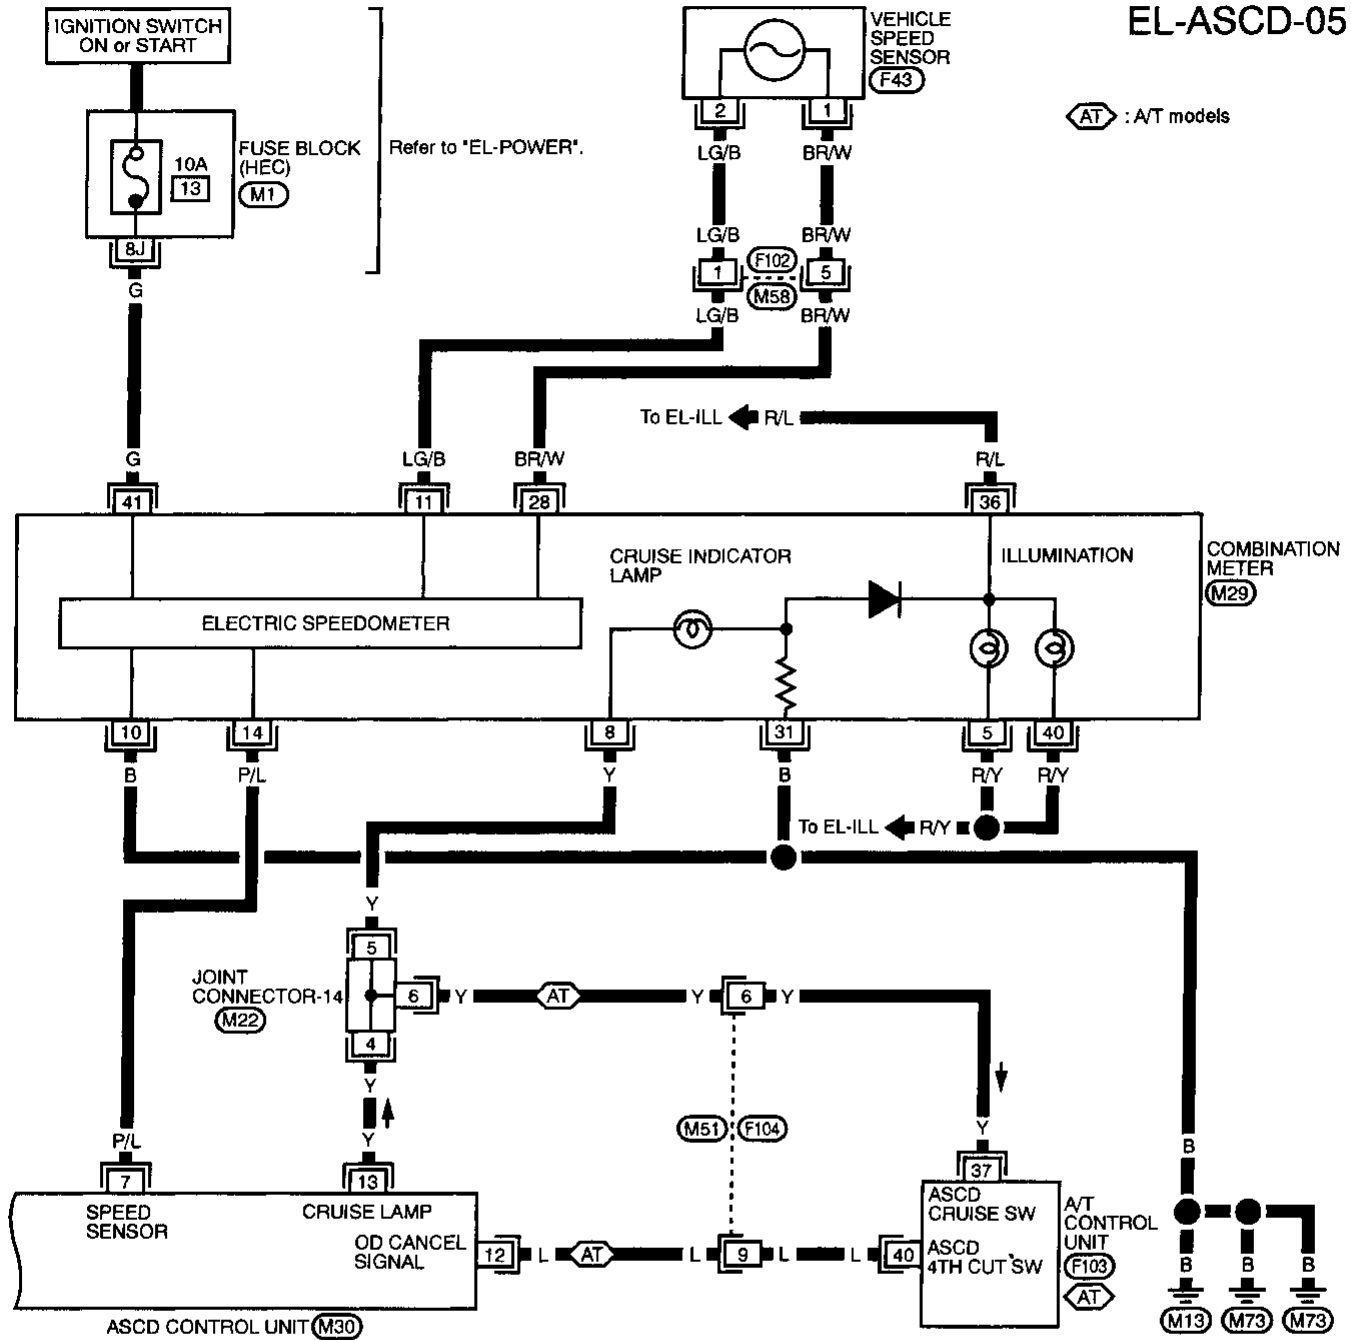 EL-ASCD-05
IGNITION SWITCH
ON or START
10A
13
FUSE BLOCK
(HEC)
M1
8J
G
Refer to "EL-POWER".
VEHICLE
SPEED
SENSOR
F43
2
1
AT : A/T models
LG/B
BR/W
LG/B
BR/W
1
F102
5
M58
LG/B
BR/W
To EL-ILL
R/L
G
LG/B
BR/W
R/L
41
11
28
36
CRUISE INDICATOR
LAMP
ILLUMINATION
COMBINATION
METER
M29
ELECTRIC SPEEDOMETER
10
14
8
31
5
40
B
P/L
Y
B
R/Y
R/Y
To EL-ILL
R/Y
Y
5
JOINT
CONNECTOR-14
M22
6
Y
AT
Y
6
Y
4
Y
Y
M51
F104
Y
P/L
B
7
13
37
SPEED
SENSOR
CRUISE LAMP
OD CANCEL
SIGNAL
12
L
AT
L
9
L
L
40
ASCD
CRUISE SW
ASCD
4TH CUT SW
A/T
CONTROL
UNIT
F103
AT
B
B
B
M13
M73
M73
ASCD CONTROL UNIT M30